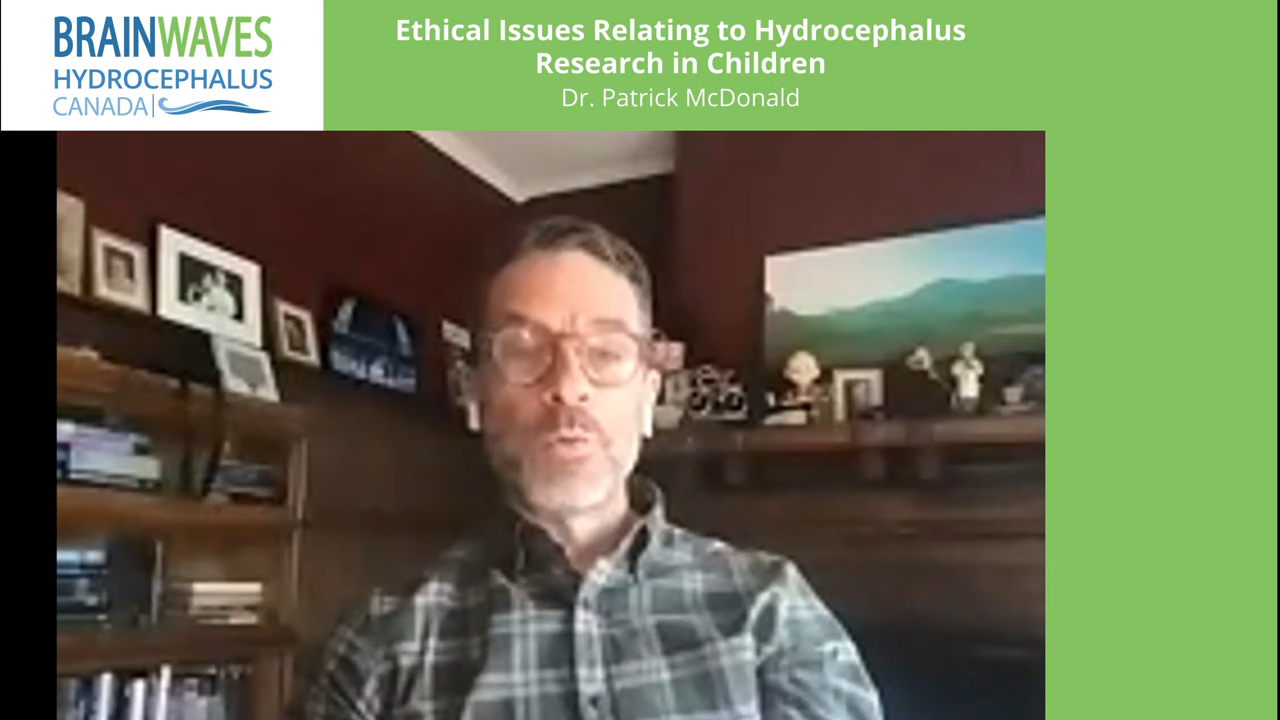 BRAINWAVES
HYDROCEPHALUS
CANADA
Ethical Issues Relating to Hydrocephalus
Research in Children
Dr. Patrick McDonald